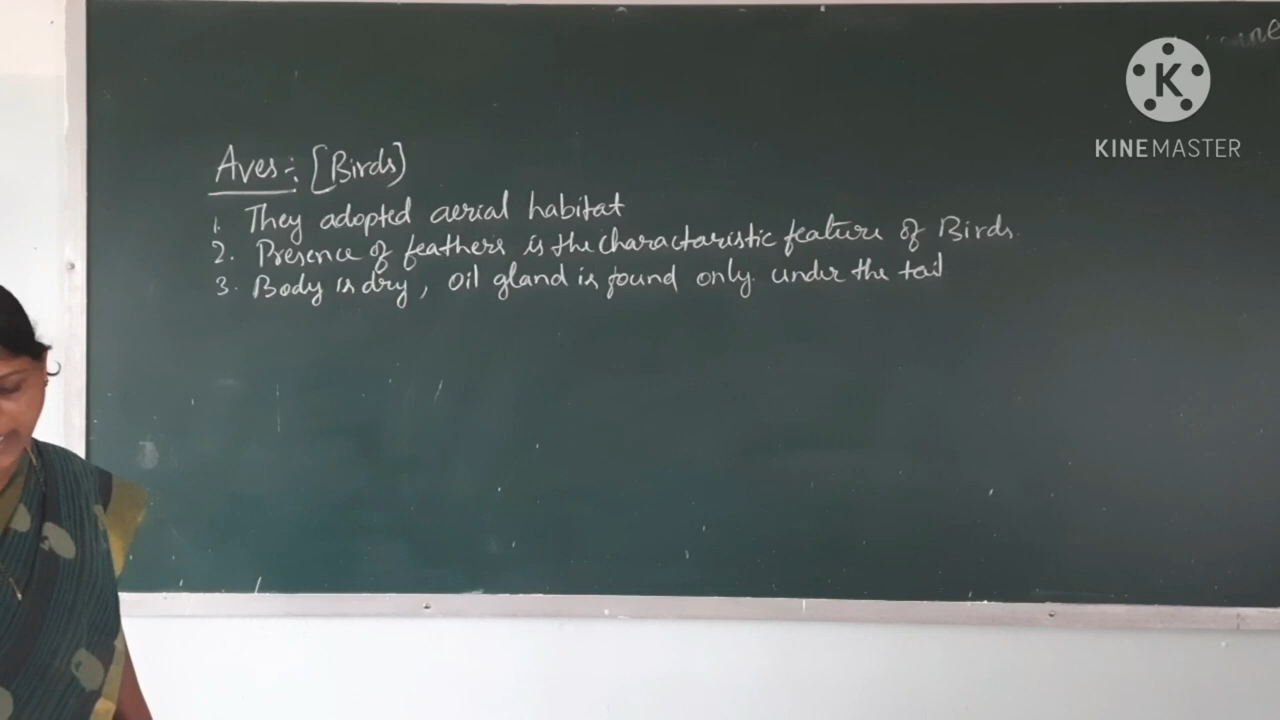 KINEMASTER
Aves :- [Birds]
1. They adopted aerial habitat
2. Presence of feathers is the characteristic feature of Birds.
3. Body is dry, oil gland is found only under the tail